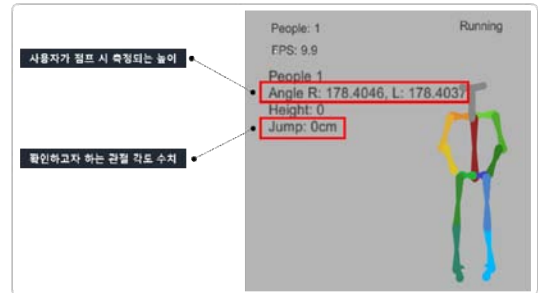 People: 1
Running
FPS: 9.9
사용자가 점프 시 측정되는 높이
People 1
Angle R: 178.4046, L: 178.4037
Height: 0
Jump: 0cm
확인하고자 하는 관절 각도 수치